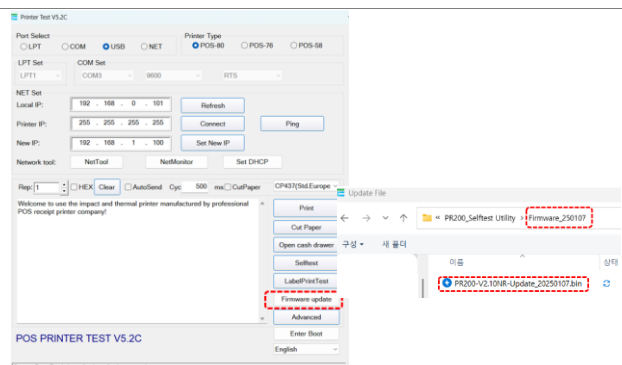 Printer Test V5.2C
Port Select
LPT COM USB NET
Printer Type
POS-80 POS-76 POS-58
LPT Set
LPT1
COM Set
COM3 9600 RTS
NET Set
Local IP: 192 . 168 . 0 . 101 Refresh
Printer IP: 255 . 255 . 255 . 255 Connect Ping
New IP: 192 . 168 . 1 . 100 Set New IP
Network tool: NetTool NetMonitor Set DHCP
Rep: 1 HEX Clear AutoSend Cyc 500 ms CutPaper CP437(Std.Europe
Welcome to use the impact and thermal printer manufactured by professional
POS receipt printer company!
Print
Cut Paper
Open cash drawer
Selftest
LabelPrintTest
Firmware update
Advanced
Enter Boot
English
POS PRINTER TEST V5.2C
Update File
« PR200_Selftest Utility > Firmware_250107
구성 새 폴더
이름 상태
PR200-V2.10NR-Update_20250107.bin